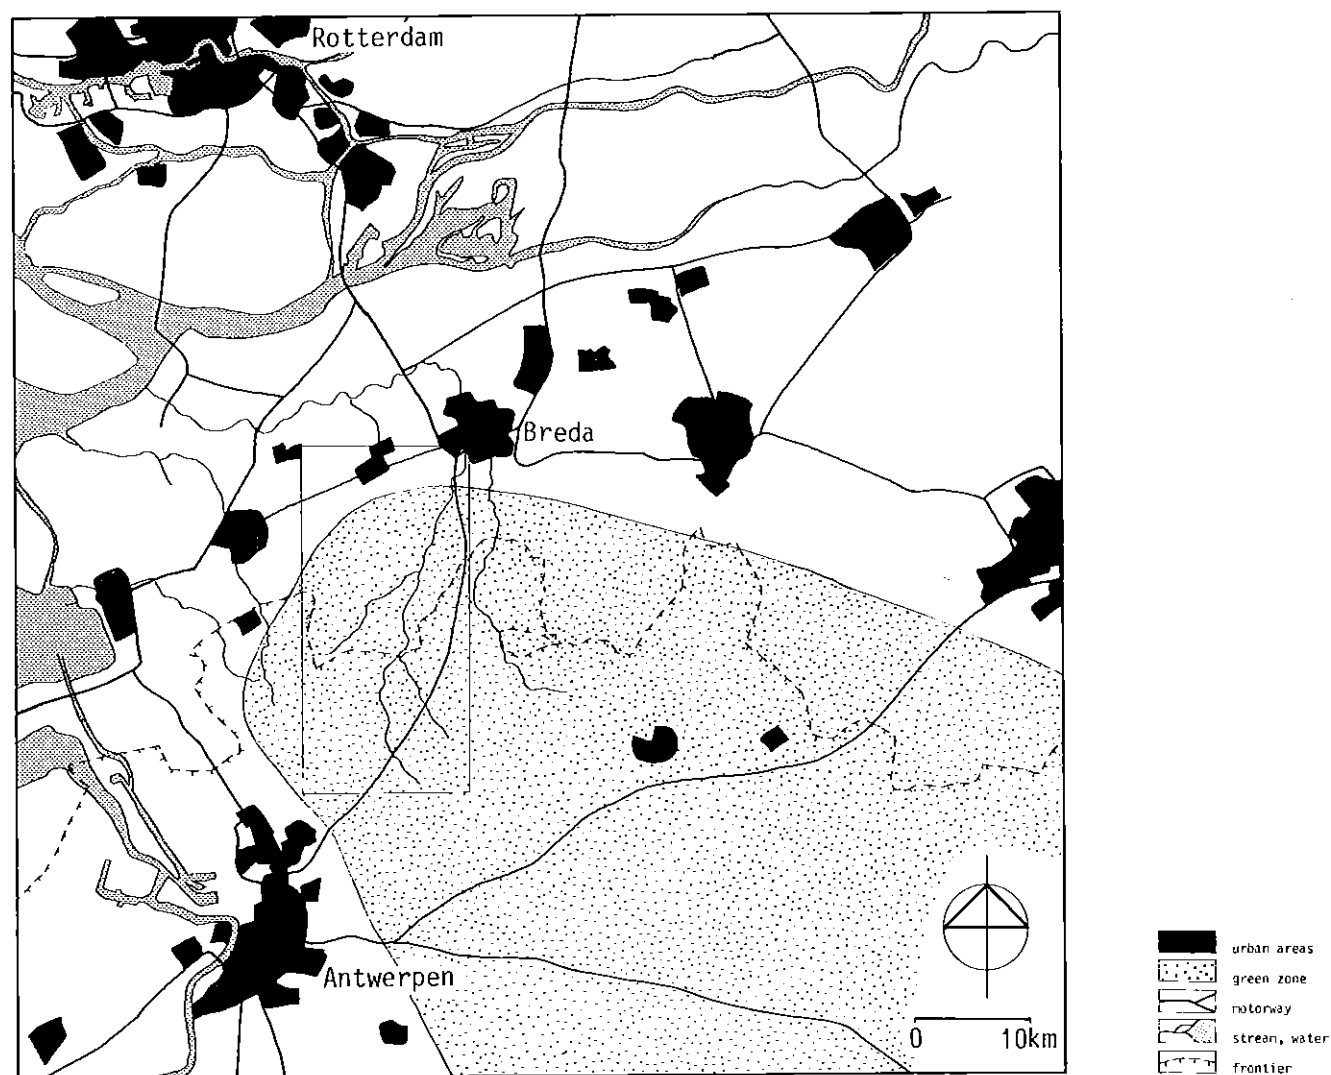 Rotterdam
Breda
Antwerpen
0 10km
urban areas
green zone
motorway
stream, water
frontier